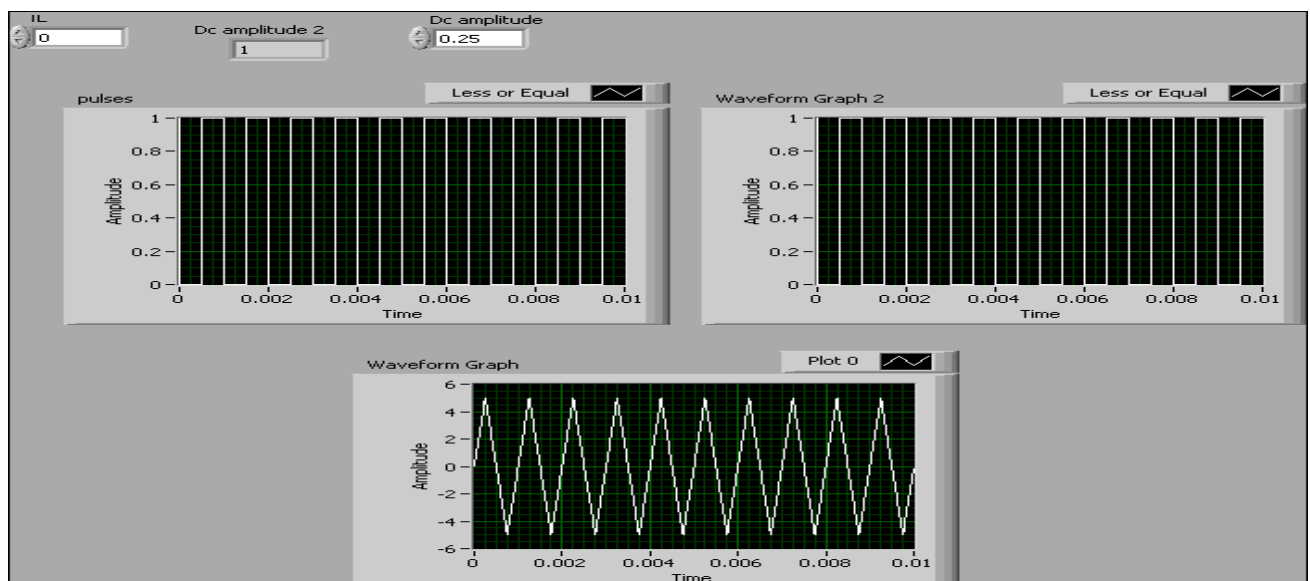 IL
0
Dc amplitude 2
1
Dc amplitude
0.25
pulses
Less or Equal
1
0.8
0.6
0.4
0.2
0
Amplitude
0 0.002 0.004 0.006 0.008 0.01
Time
Waveform Graph 2
Less or Equal
1
0.8
0.6
0.4
0.2
0
Amplitude
0 0.002 0.004 0.006 0.008 0.01
Time
Waveform Graph
Plot 0
6
4
2
0
-2
-4
-6
Amplitude
0 0.002 0.004 0.006 0.008 0.01
Time